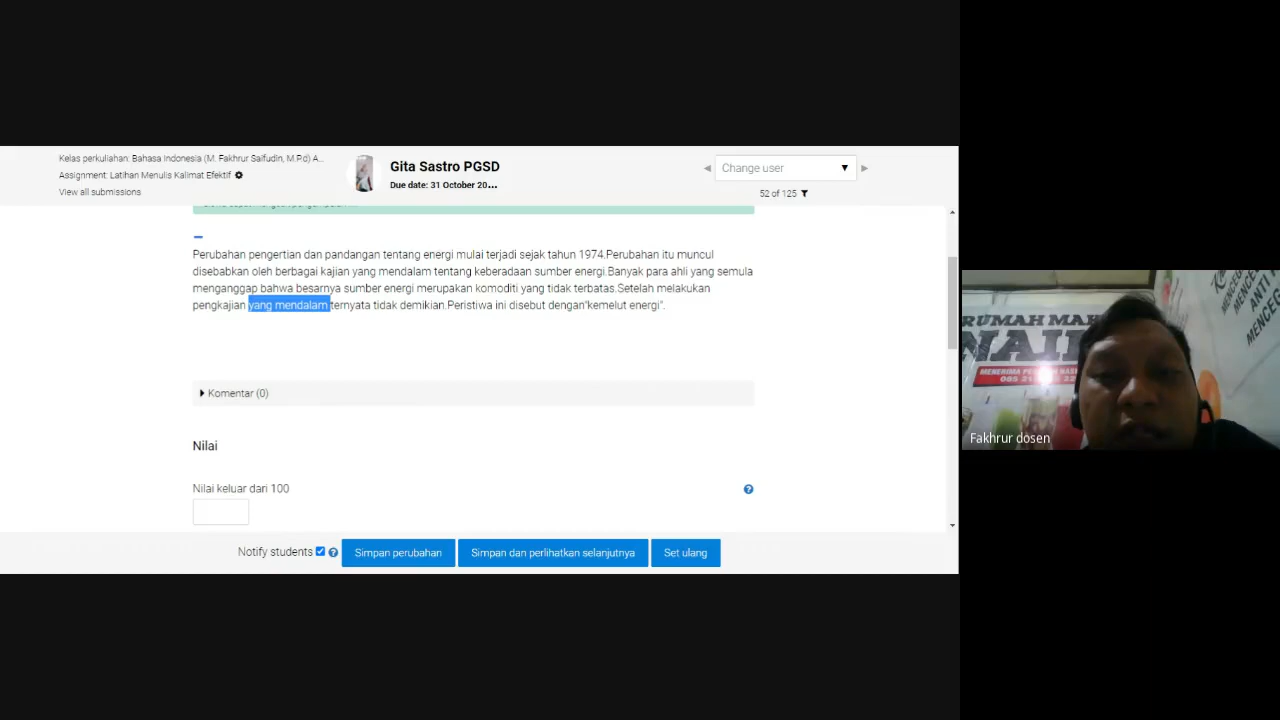 Kelas perkuliahan: Bahasa Indonesia (M. Fakhrur Saifudin, M.Pd) A...
Assignment: Latihan Menulis Kalimat Efektif
View all submissions
Gita Sastro PGSD
Due date: 31 October 20...
Change user
52 of 125
Perubahan pengertian dan pandangan tentang energi mulai terjadi sejak tahun 1974.Perubahan itu muncul
disebabkan oleh berbagai kajian yang mendalam tentang keberadaan sumber energi.Banyak para ahli yang semula
menganggap bahwa besarnya sumber energi merupakan komoditi yang tidak terbatas.Setelah melakukan
pengkajian yang mendalam ternyata tidak demikian.Peristiwa ini disebut dengan"kemelut energi".
Komentar (0)
Nilai
Nilai keluar dari 100
Notify students
Simpan perubahan
Simpan dan perlihatkan selanjutnya
Set ulang
RUMAH MAK
NAI
Fakhrur dosen